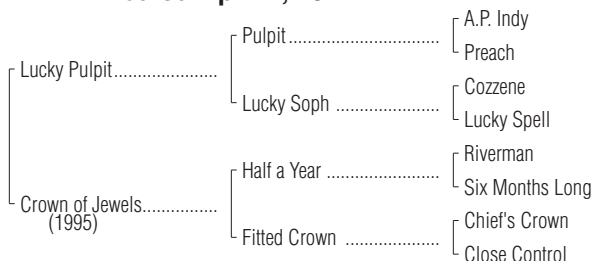 A.P. Indy
Pulpit
Preach
Lucky Pulpit
Cozzene
Lucky Soph
Lucky Spell
Riverman
Half a Year
Six Months Long
Crown of Jewels
(1995)
Chief's Crown
Fitted Crown
Close Control